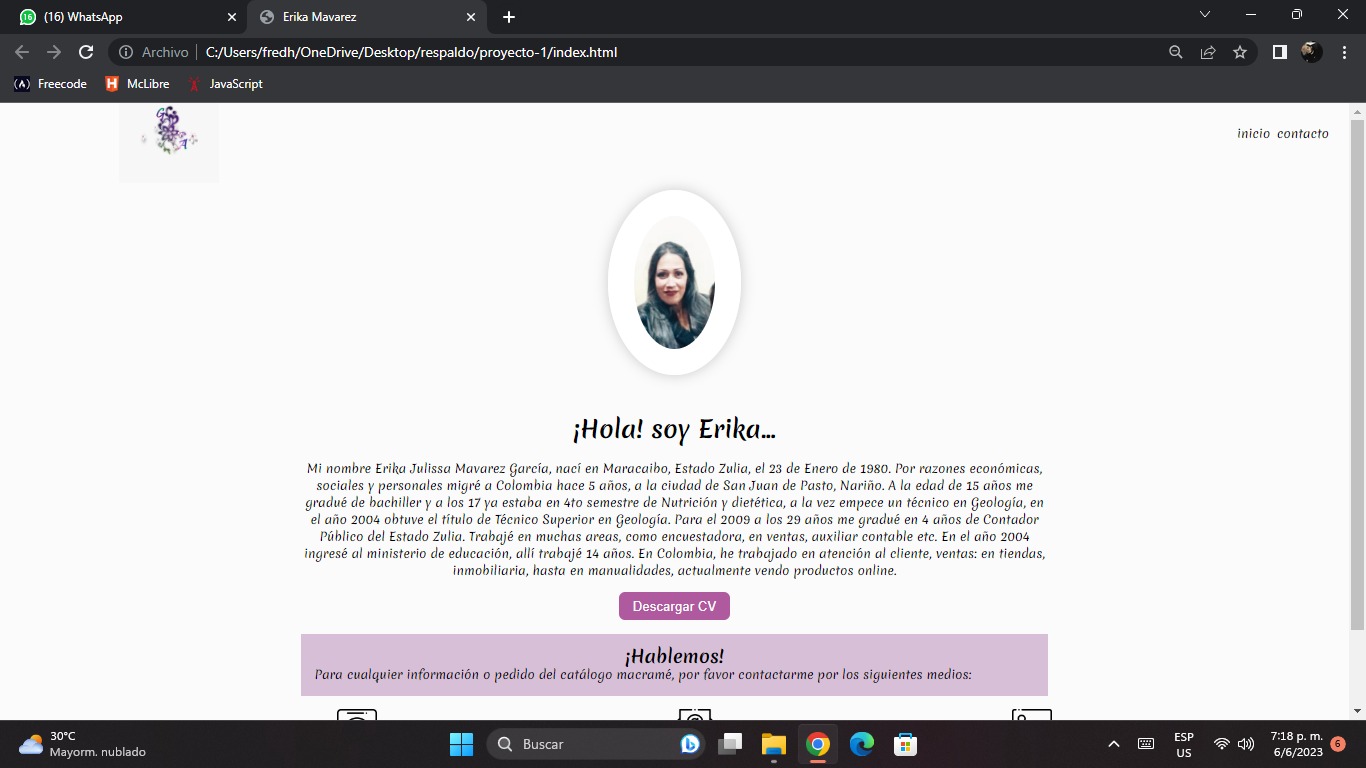 (16) WhatsApp
Erika Mavarez
Archivo
C:/Users/fredh/OneDrive/Desktop/respaldo/proyecto-1/index.html
Freecode
McLibre
JavaScript
inicio contacto
¡Hola! soy Erika...
Mi nombre Erika Julissa Mavarez García, nací en Maracaibo, Estado Zulia, el 23 de Enero de 1980. Por razones económicas,
sociales y personales migré a Colombia hace 5 años, a la ciudad de San Juan de Pasto, Nariño. A la edad de 15 años me
gradué de bachiller y a los 17 ya estaba en 4to semestre de Nutrición y dietética, a la vez empece un técnico en Geología, en
el año 2004 obtuve el título de Técnico Superior en Geología. Para el 2009 a los 29 años me gradué en 4 años de Contador
Público del Estado Zulia. Trabajé en muchas areas, como encuestadora, en ventas, auxiliar contable etc. En el año 2004
ingresé al ministerio de educación, allí trabajé 14 años. En Colombia, he trabajado en atención al cliente, ventas: en tiendas,
inmobiliaria, hasta en manualidades, actualmente vendo productos online.
Descargar CV
¡Hablemos!
Para cualquier información o pedido del catálogo macramé, por favor contactarme por los siguientes medios:
30°C
Mayorm. nublado
Buscar
ESP
US
7:18 p. m.
6/6/2023
6